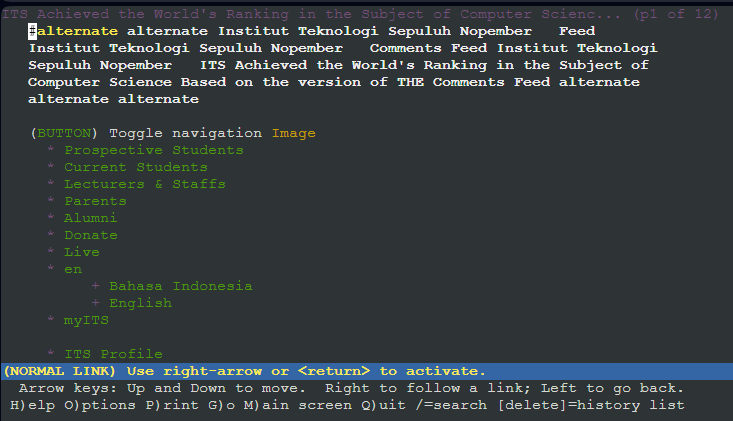 ITS Achieved the World's Ranking in the Subject of Computer Scienc... (p1 of 12)
#alternate alternate Institut Teknologi Sepuluh Nopember   Feed
Institut Teknologi Sepuluh Nopember   Comments Feed Institut Teknologi
Sepuluh Nopember   ITS Achieved the World's Ranking in the Subject of
Computer Science Based on the version of THE Comments Feed alternate
alternate alternate
(BUTTON) Toggle navigation Image
* Prospective Students
* Current Students
* Lecturers & Staffs
* Parents
* Alumni
* Donate
* Live
* en
+ Bahasa Indonesia
+ English
* myITS
* ITS Profile
(NORMAL LINK) Use right-arrow or <return> to activate.
Arrow keys: Up and Down to move.  Right to follow a link; Left to go back.
H)elp O)ptions P)rint G)o M)ain screen Q)uit /=search [delete]=history list